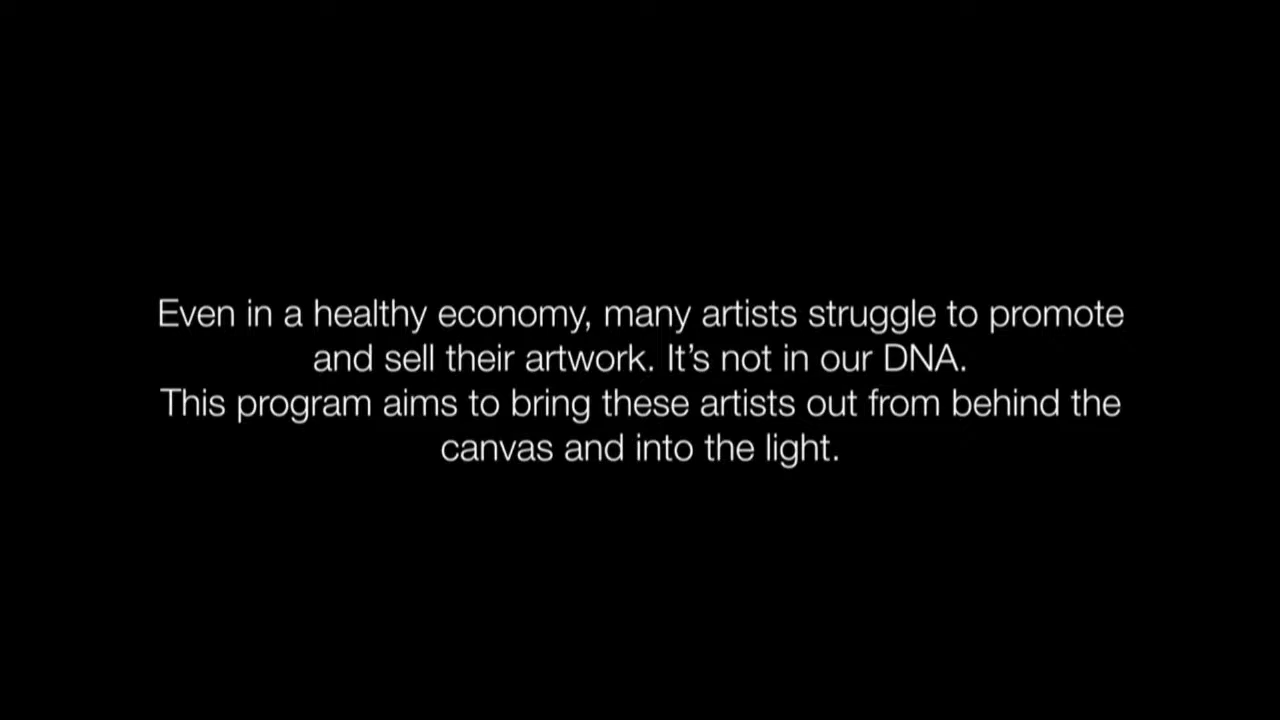 Even in a healthy economy, many artists struggle to promote
and sell their artwork. It’s not in our DNA.
This program aims to bring these artists out from behind the
canvas and into the light.